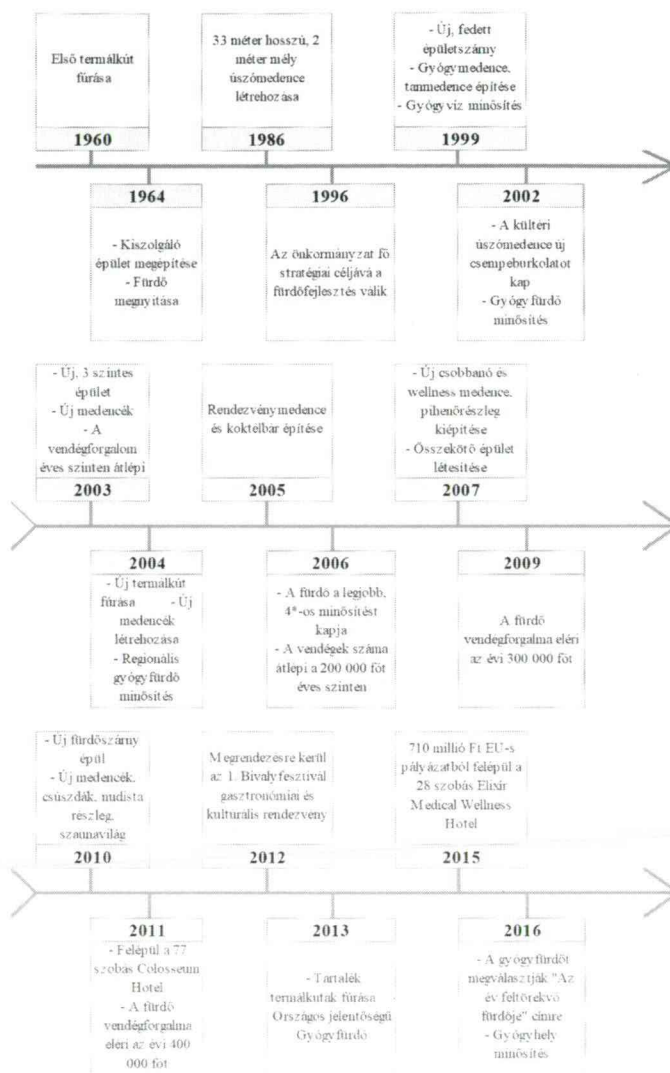 Első termálkút
fúrása
1960
33 méter hosszú, 2
méter mély
úszómedence
létrehozása
1986
- Új, fedett
épületszárny
- Gyógymedence,
tanmedence építése
- Gyógyvíz minősítés
1999
1964
- Kiszolgáló
épület megépítése
- Fürdő
megnyitása
1996
Az önkormányzat fő
stratégiai céljává a
fürdőfejlesztés válik
2002
- A kültéri
úszómedence új
csempeburkolatot
kap
- Gyógyfürdő
minősítés
- Új, 3 szintes
épület
- Új medencék
- A
vendégforgalom
éves szinten átlépi
2003
Rendezvénymedence
és koktélbár építése
2005
- Új csobbanó és
wellness medence,
pihenőrészleg
kiépítése
- Összekötő épület
létesítése
2007
2004
- Új termálkút
fúrása - Új
medencék
létrehozása
- Regionális
gyógyfürdő
minősítés
2006
- A fürdő a legjobb,
4*-os minősítést
kapja
- A vendégek száma
átlépi a 200 000 főt
éves szinten
2009
A fürdő
vendégforgalma eléri
az évi 300 000 főt
- Új fürdőszárny
épül
- Új medencék,
csúszdák, nudista
részleg,
szaunavilág
2010
Megrendezésre kerül
az 1. Bivalyfesztivál
gasztronómiai és
kulturális rendezvény
2012
710 millió Ft EU-s
pályázatból felépül a
28 szobás Elixír
Medical Wellness
Hotel
2015
2011
- Felépül a 77
szobás Colosseum
Hotel
- A fürdő
vendégforgalma
eléri az évi 400
000 főt
2013
- Tartalék
termálkutak fúrása
Országos jelentőségű
Gyógyfürdő
2016
- A gyógyfürdőt
megválasztják "Az
év feltörekvő
fürdője" címre
- Gyógyhely
minősítés